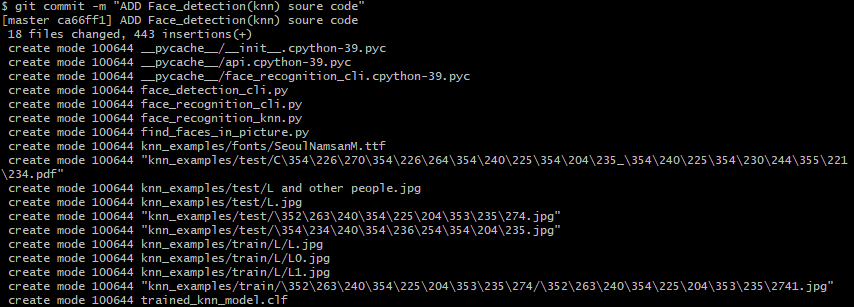 $ git commit -m "ADD Face_detection(knn) soure code"
[master ca66ff1] ADD Face_detection(knn) soure code
 18 files changed, 443 insertions(+)
 create mode 100644 __pycache__/__init__.cpython-39.pyc
 create mode 100644 __pycache__/api.cpython-39.pyc
 create mode 100644 __pycache__/face_recognition_cli.cpython-39.pyc
 create mode 100644 face_detection_cli.py
 create mode 100644 face_recognition_cli.py
 create mode 100644 face_recognition_knn.py
 create mode 100644 find_faces_in_picture.py
 create mode 100644 knn_examples/fonts/SeoulNamsanM.ttf
 create mode 100644 "knn_examples/test/C\354\226\270\354\226\264\354\240\225\354\204\235_\354\240\225\354\230\244\355\221
\234.pdf"
 create mode 100644 knn_examples/test/L and other people.jpg
 create mode 100644 knn_examples/test/L.jpg
 create mode 100644 "knn_examples/test/\352\263\240\354\225\204\353\235\274.jpg"
 create mode 100644 "knn_examples/test/\354\234\240\354\236\254\354\204\235.jpg"
 create mode 100644 knn_examples/train/L/L.jpg
 create mode 100644 knn_examples/train/L/L0.jpg
 create mode 100644 knn_examples/train/L/L1.jpg
 create mode 100644 "knn_examples/train/\352\263\240\354\225\204\353\235\274/\352\263\240\354\225\204\353\235\2741.jpg"
 create mode 100644 trained_knn_model.clf